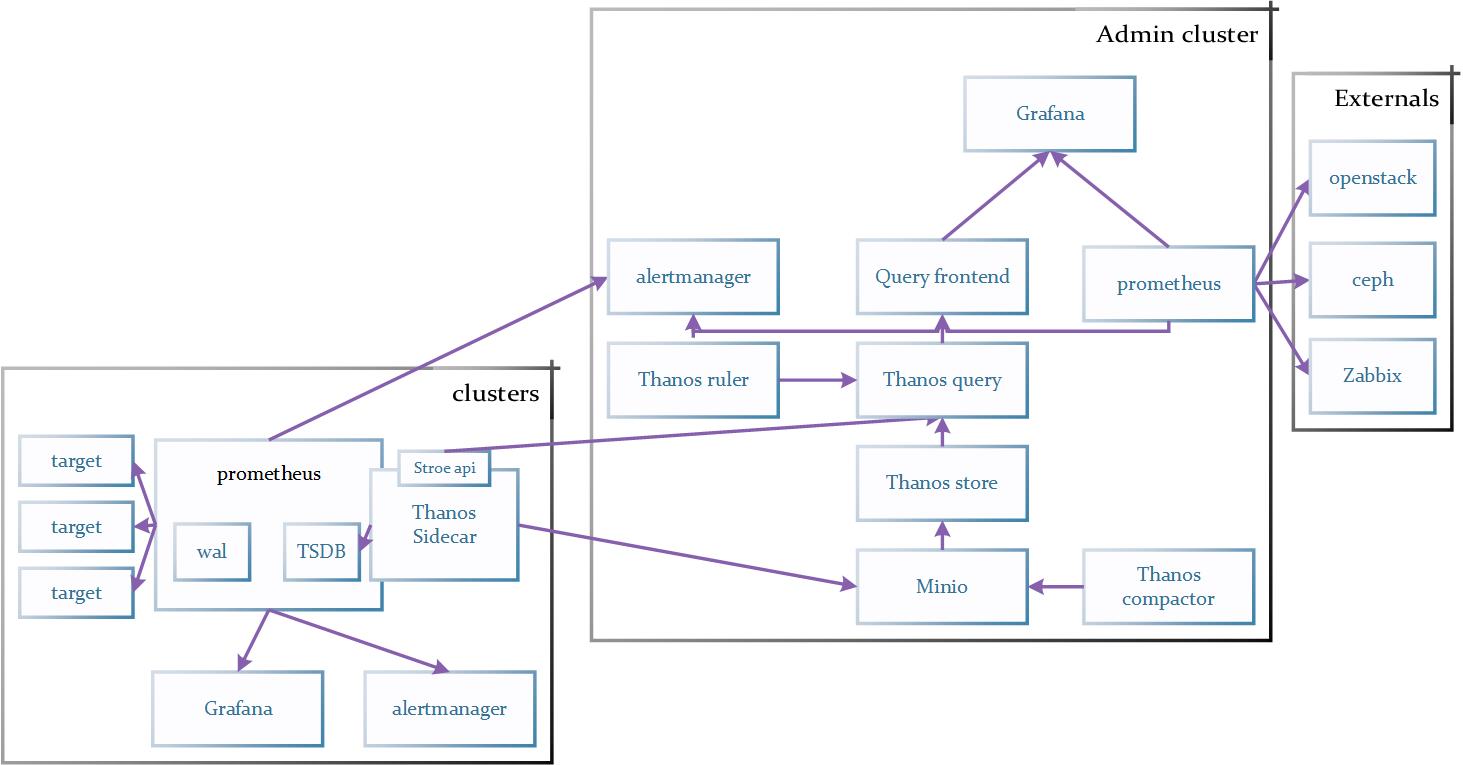 Admin cluster
Grafana
alertmanager
Query frontend
prometheus
Thanos ruler
Thanos query
Thanos store
Minio
Thanos
compactor
Externals
openstack
ceph
Zabbix
clusters
target
target
target
prometheus
wal
TSDB
Stroe api
Thanos
Sidecar
Grafana
alertmanager